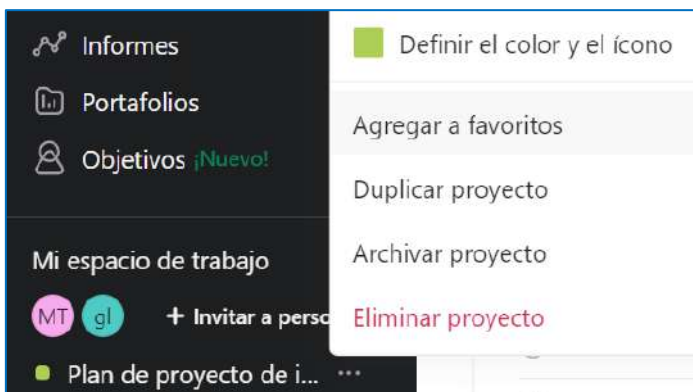 Informes
Portafolios
Objetivos ¡Nuevo!
Mi espacio de trabajo
MT gl + Invitar a perso
Plan de proyecto de i... ...
Definir el color y el ícono
Agregar a favoritos
Duplicar proyecto
Archivar proyecto
Eliminar proyecto